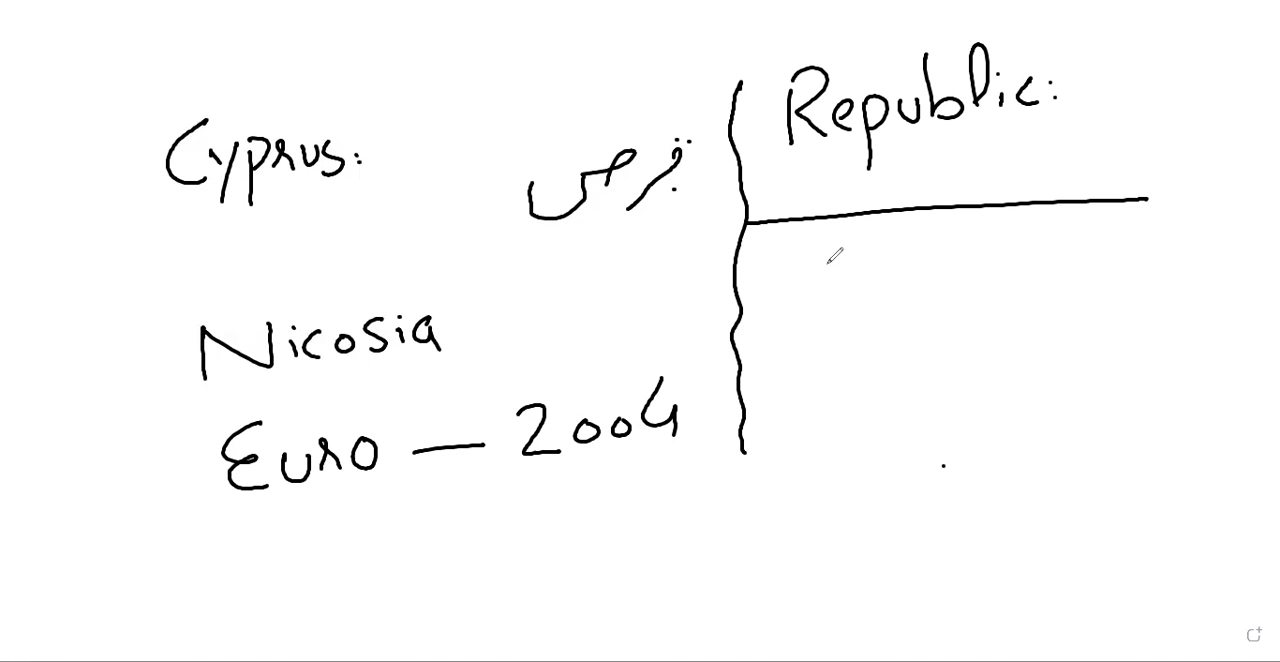 Cyprus: قبرص
Nicosia
Euro — 2004
Republic: